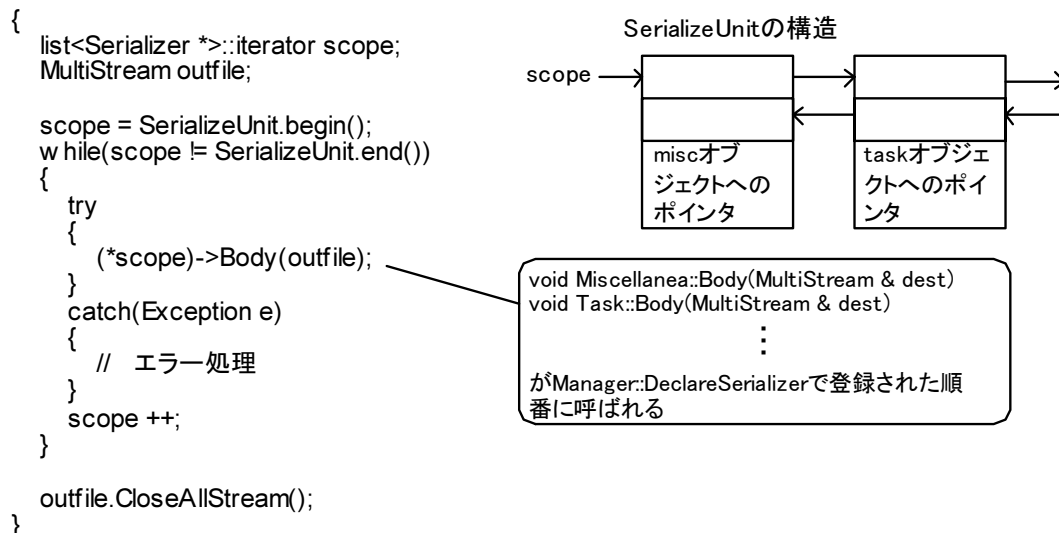 {
list<Serializer *>::iterator scope;
MultiStream outfile;
scope = SerializeUnit.begin();
while(scope != SerializeUnit.end())
{
try
{
(*scope)->Body(outfile);
}
catch(Exception e)
{
// エラー処理
}
scope ++;
}
outfile.CloseAllStream();
}
SerializeUnitの構造
scope
miscオブ
ジェクトへの
ポインタ
taskオブジェ
クトへのポイ
ンタ
void Miscellanea::Body(MultiStream & dest)
void Task::Body(MultiStream & dest)
⋮
がManager::DeclareSerializerで登録された順
番に呼ばれる